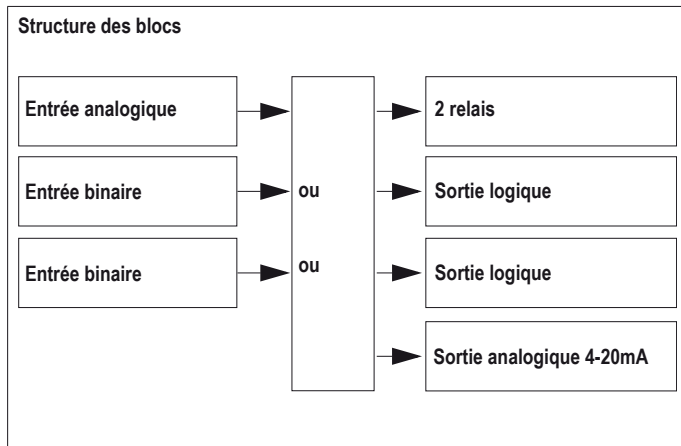 Structure des blocs
Entrée analogique
2 relais
Entrée binaire
ou
Sortie logique
Entrée binaire
ou
Sortie logique
Sortie analogique 4-20mA